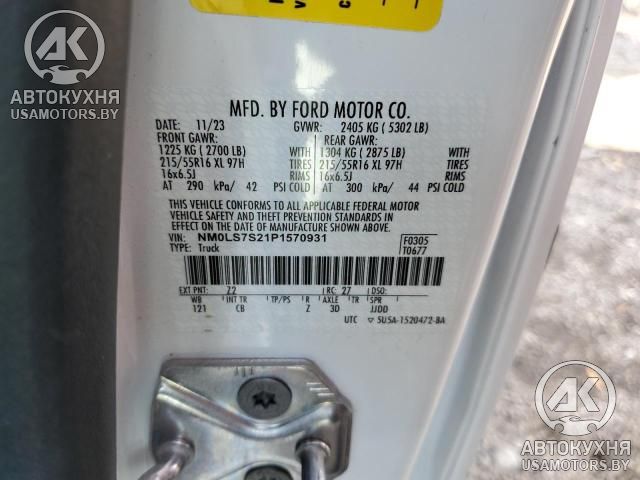 АВТОКУХНЯ
USAMOTORS.BY
MFD. BY FORD MOTOR CO.
DATE: 11/23 GVWR: 2405 KG ( 5302 LB)
FRONT GAWR: REAR GAWR:
1225 KG ( 2700 LB) WITH 1304 KG ( 2875 LB) WITH
215/55R16 XL 97H TIRES 215/55R16 XL 97H TIRES
16x6.5J RIMS 16x6.5J RIMS
AT 290 kPa/ 42 PSI COLD AT 300 kPa/ 44 PSI COLD
THIS VEHICLE CONFORMS TO ALL APPLICABLE FEDERAL MOTOR
VEHICLE SAFETY AND THEFT PREVENTION STANDARDS IN
EFFECT ON THE DATE OF MANUFACTURE SHOWN ABOVE.
VIN: NM0LS7S21P1570931 F0305
TYPE: Truck T0677
EXT PNT: Z2 RC: 27 DSO:
WB INT TR TP/PS R AXLE TR SPR
121 CB Z 3D JJDD
UTC ▽ 5U5A-1520472-BA
AK
АВТОКУХНЯ
USAMOTORS.BY